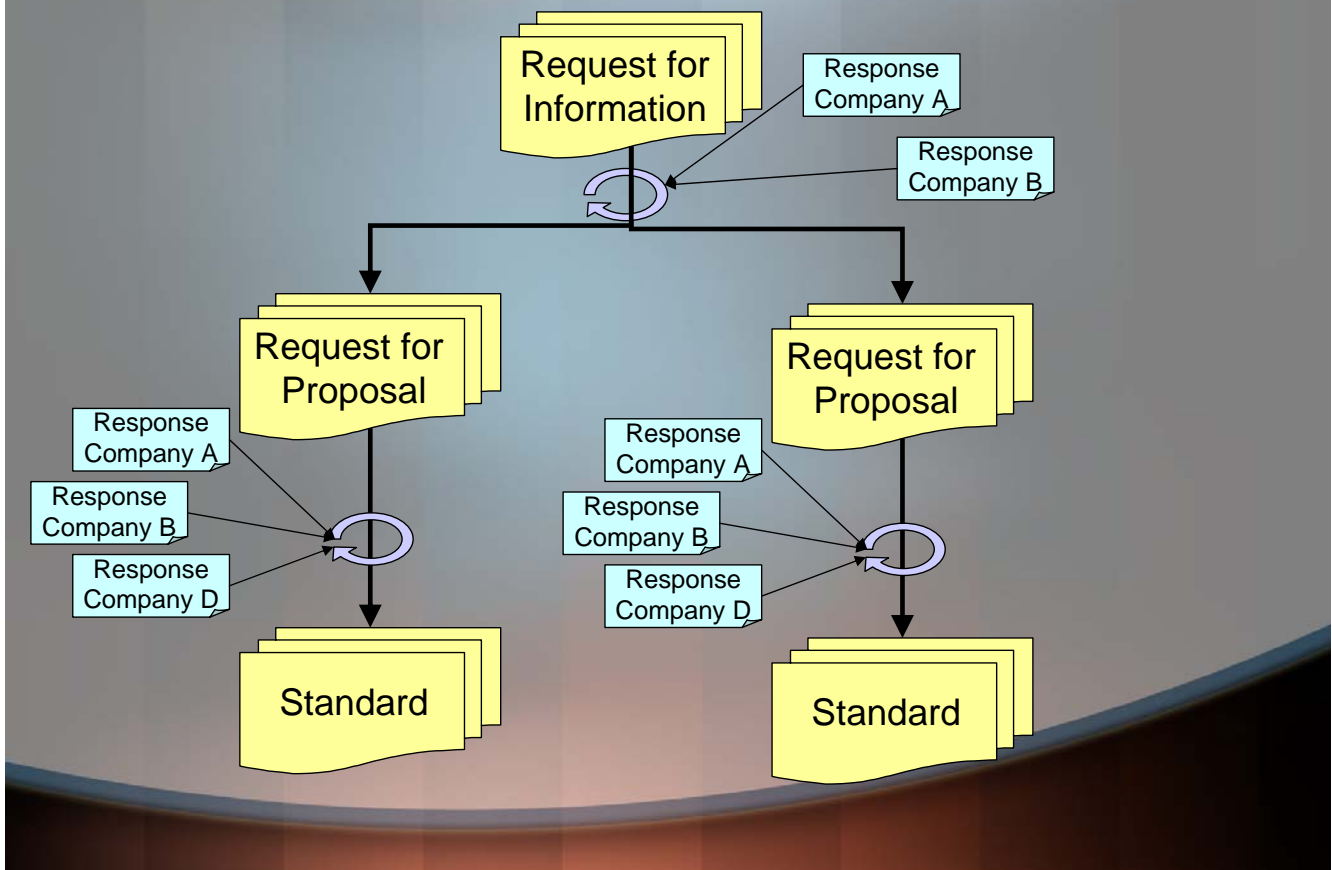 Request for
Information
Response
Company A
Response
Company B
Request for
Proposal
Response
Company A
Response
Company B
Response
Company D
Standard
Request for
Proposal
Response
Company A
Response
Company B
Response
Company D
Standard